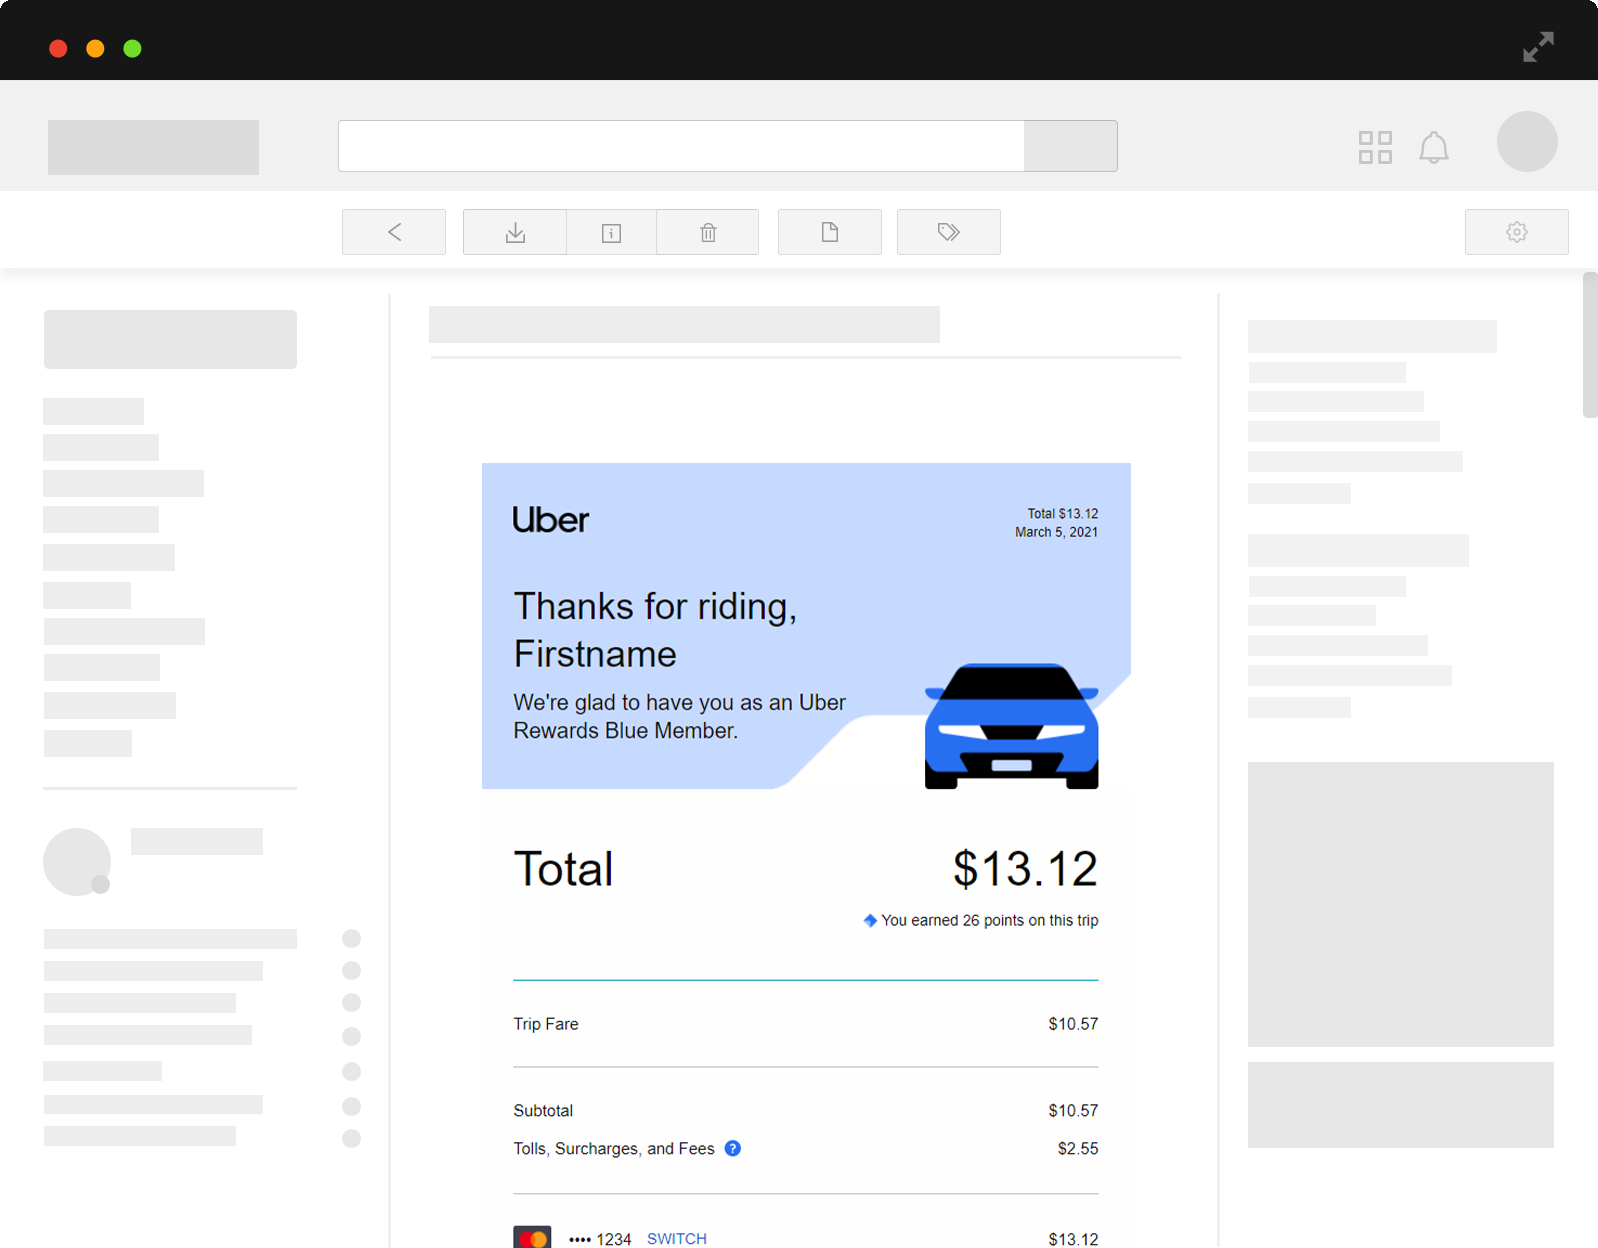 Uber
Total $13.12
March 5, 2021
Thanks for riding,
Firstname
We're glad to have you as an Uber
Rewards Blue Member.
Total $13.12
You earned 26 points on this trip
Trip Fare $10.57
Subtotal $10.57
Tolls, Surcharges, and Fees ? $2.55
•••• 1234 SWITCH $13.12